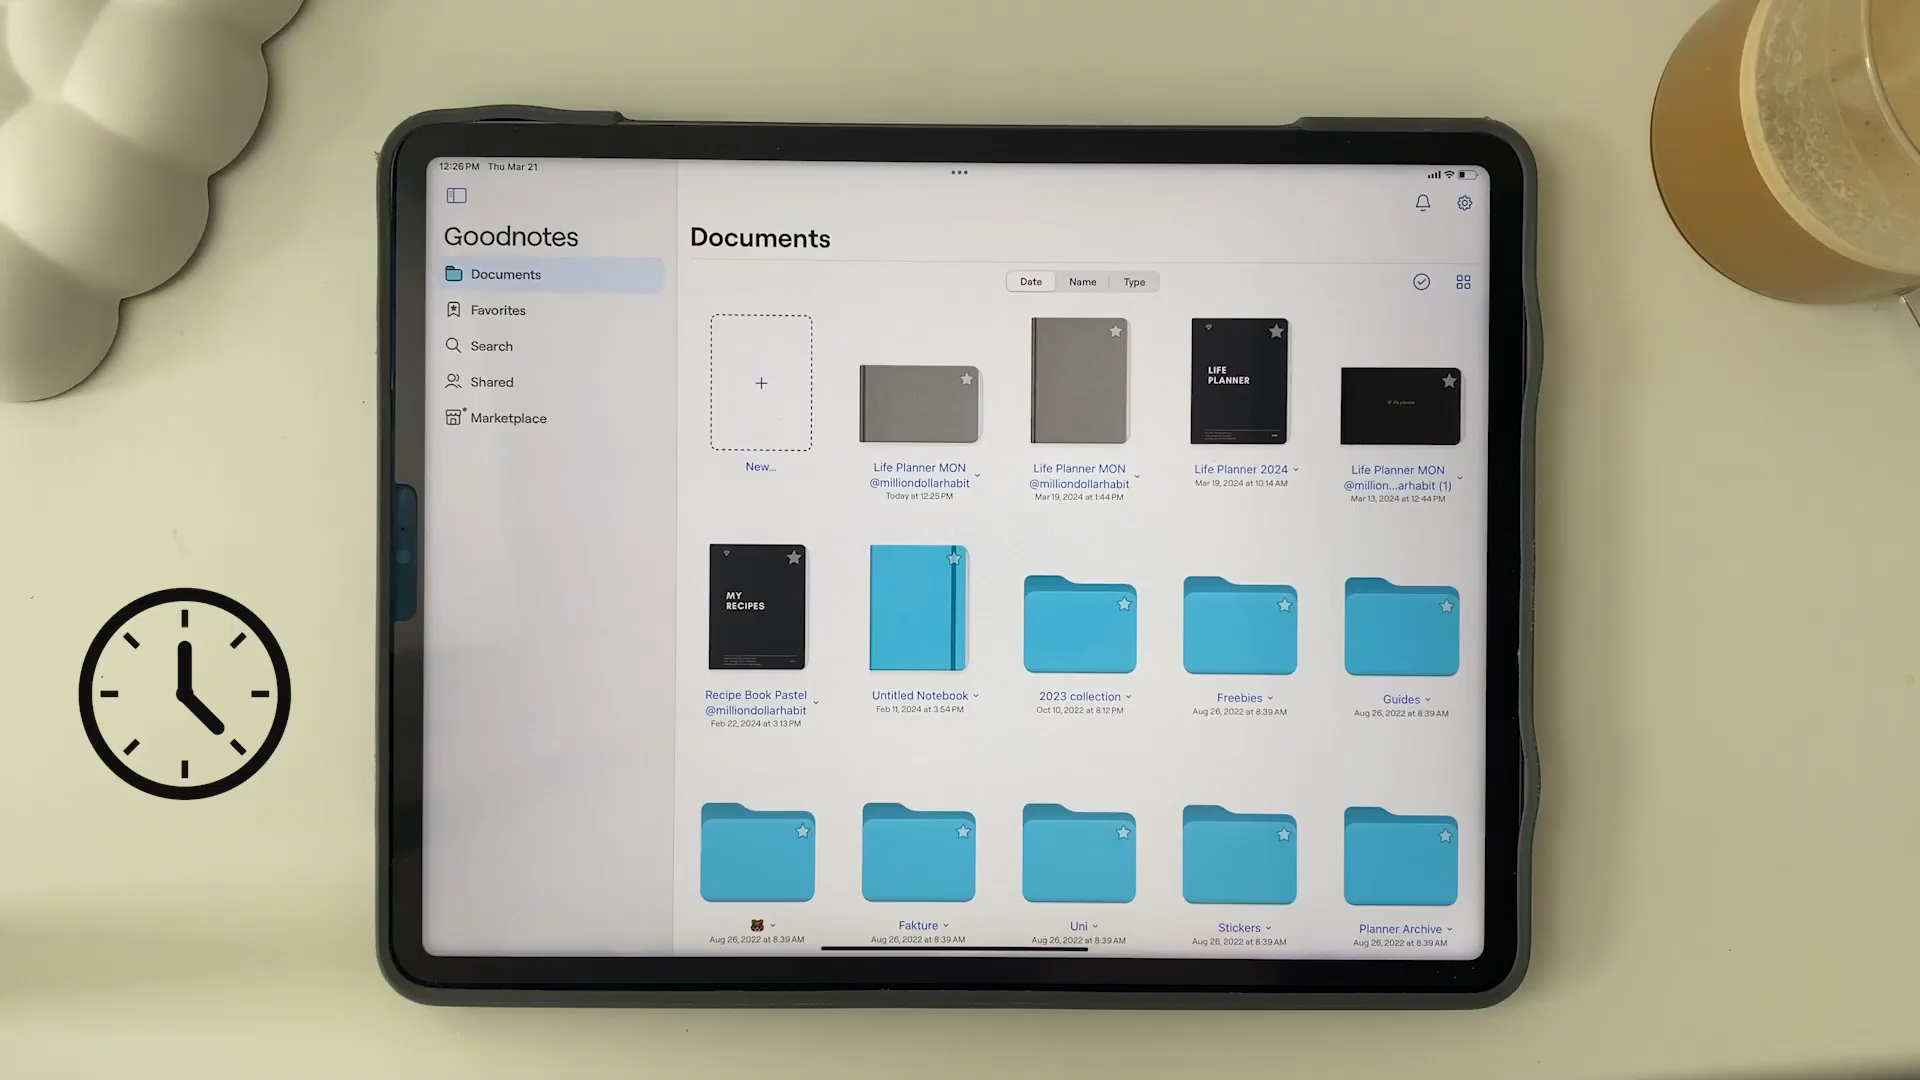 12:26 PM Thu Mar 21
Goodnotes
Documents
Favorites
Search
Shared
Marketplace
Documents
Date Name Type
New...
Life Planner MON
@milliondollarhabit
Today at 12:25 PM
Life Planner MON
@milliondollarhabit
Mar 19, 2024 at 1:44 PM
LIFE
PLANNER
Life Planner 2024
Mar 19, 2024 at 10:14 AM
life planner
Life Planner MON
@million...arhabit (1)
Mar 13, 2024 at 12:44 PM
MY
RECIPES
Recipe Book Pastel
@milliondollarhabit
Feb 22, 2024 at 3:13 PM
Untitled Notebook
Feb 11, 2024 at 3:54 PM
2023 collection
Oct 10, 2022 at 8:12 PM
Freebies
Aug 26, 2022 at 8:39 AM
Guides
Aug 26, 2022 at 8:39 AM
Aug 26, 2022 at 8:39 AM
Fakture
Aug 26, 2022 at 8:39 AM
Uni
Aug 26, 2022 at 8:39 AM
Stickers
Aug 26, 2022 at 8:39 AM
Planner Archive
Aug 26, 2022 at 8:39 AM